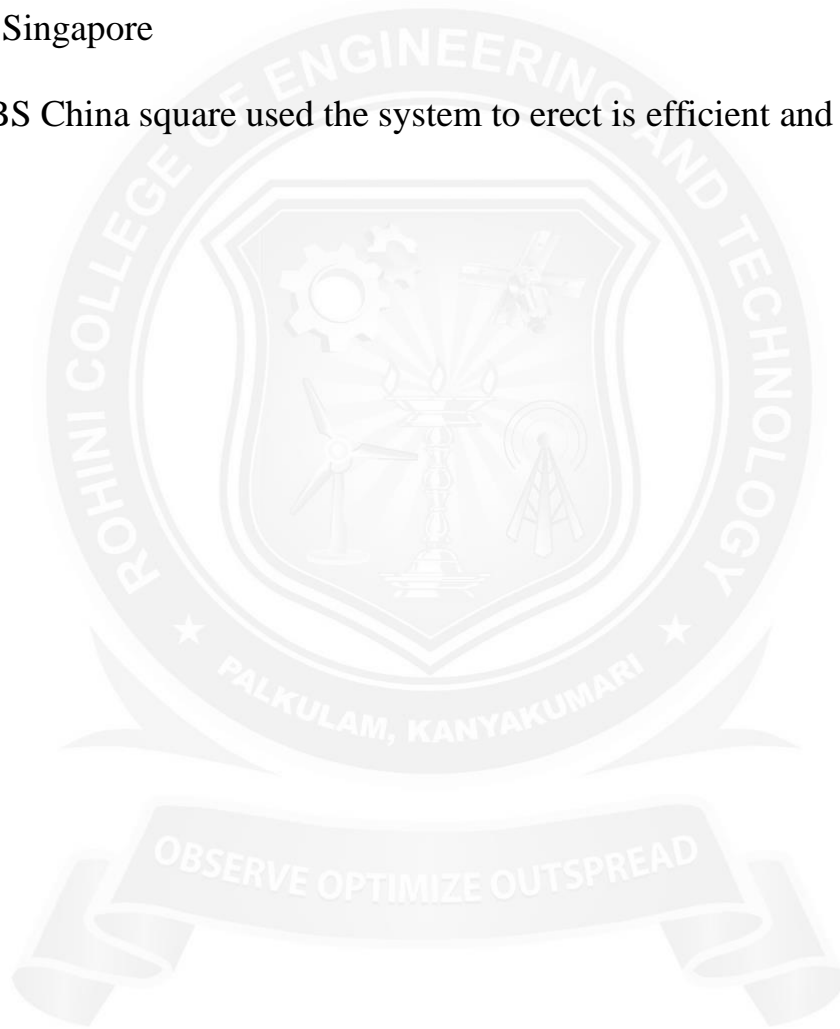 Singapore
BS China square used the system to erect is efficient and
ROHINI COLLEGE OF ENGINEERING AND TECHNOLOGY
PALKULAM, KANYAKUMARI
OBSERVE OPTIMIZE OUTSPREAD